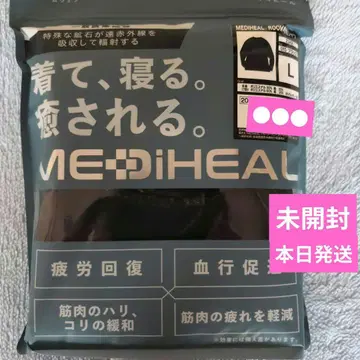 特殊な鉱石が遠赤外線を
吸収して輻射する
MEDIHEAL
L
着て、寝る。
癒される。
20
MEDiHEAL
未開封
本日発送
疲労回復
血行促進
筋肉のハリ、
コリの緩和
筋肉の疲れを軽減